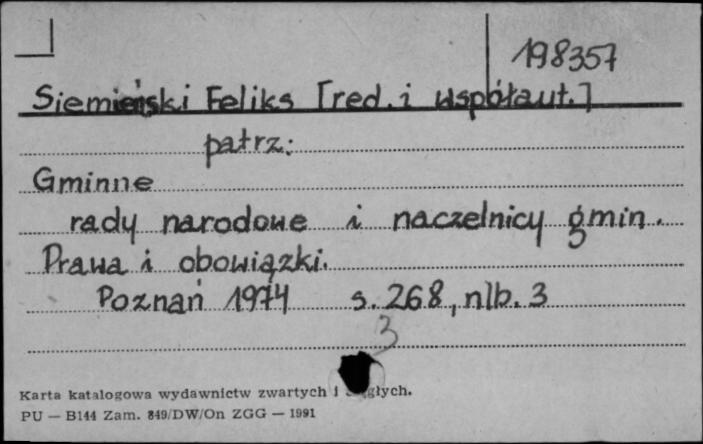 198357
Siemieński Feliks [red. i współaut.]
patrz:
Gminne
rady narodowe i naczelnicy gmin.
Prawa i obowiązki.
Poznań 1974 s. 268, nlb. 3
3
Karta katalogowa wydawnictw zwartych i
PU — B144 Zam. 849/DW/On ZGG — 1991